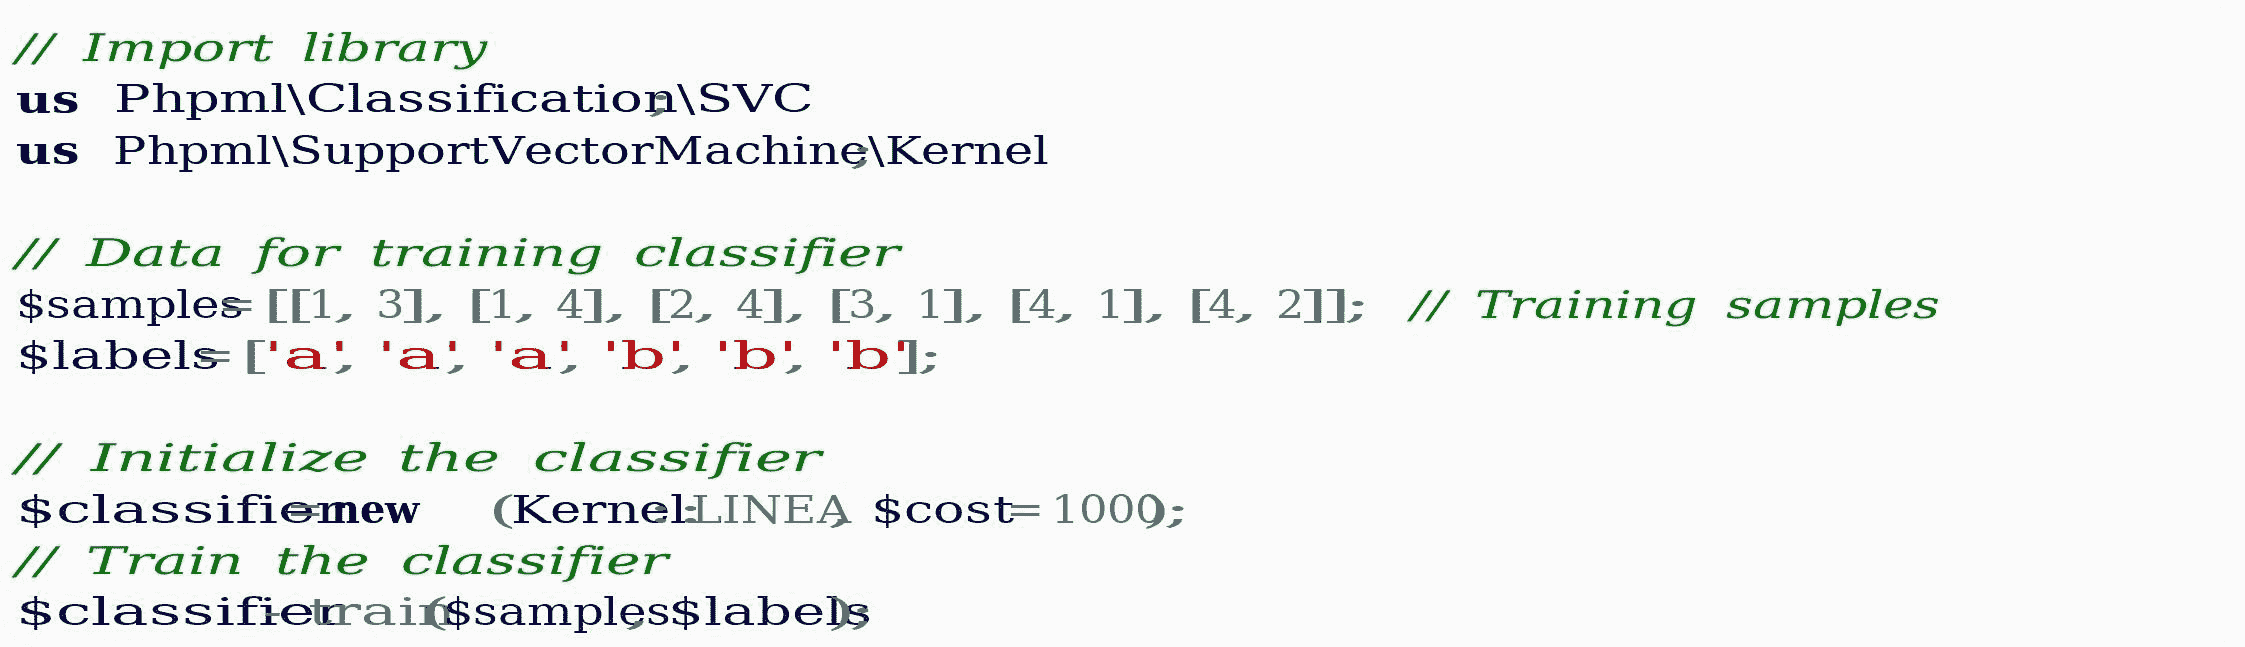 // Import library
us Phpml\Classification\SVC;
us Phpml\SupportVectorMachine\Kernel;
// Data for training classifier
$samples = [[1, 3], [1, 4], [2, 4], [3, 1], [4, 1], [4, 2]]; // Training samples
$labels = ['a', 'a', 'a', 'b', 'b', 'b'];
// Initialize the classifier
$classifier = new (Kernel::LINEA, $cost = 1000);
// Train the classifier
$classifier-train($samples, $labels);